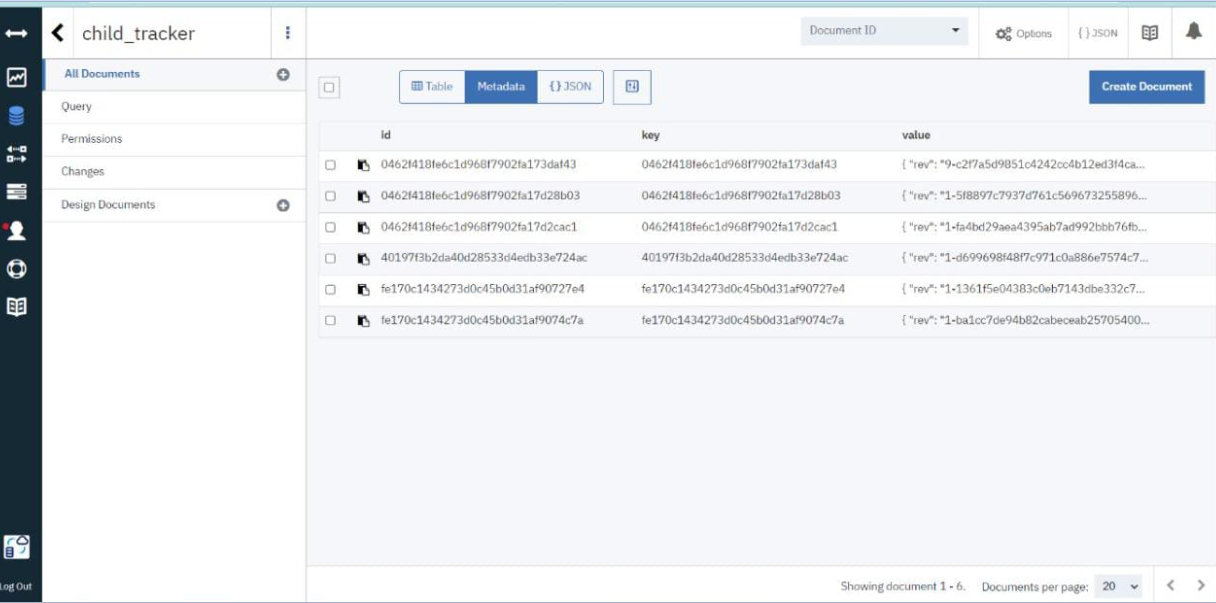 child_tracker
Document ID
Options
{ } JSON
All Documents
Query
Permissions
Changes
Design Documents
Table
Metadata
{ } JSON
Create Document
id key value
0462f418fe6c1d968f7902fa173daf43 0462f418fe6c1d968f7902fa173daf43 { "rev": "9-c2f7a5d9851c4242cc4b12ed3f4ca...
0462f418fe6c1d968f7902fa17d28b03 0462f418fe6c1d968f7902fa17d28b03 { "rev": "1-5f8897c7937d761c569673255896...
0462f418fe6c1d968f7902fa17d2cac1 0462f418fe6c1d968f7902fa17d2cac1 { "rev": "1-fa4bd29aea4395ab7ad992bbb76fb...
40197f3b2da40d28533d4edb33e724ac 40197f3b2da40d28533d4edb33e724ac { "rev": "1-d699698f48f7c971c0a886e7574c7...
fe170c1434273d0c45b0d31af90727e4 fe170c1434273d0c45b0d31af90727e4 { "rev": "1-1361f5e04383c0eb7143dbe332c7...
fe170c1434273d0c45b0d31af9074c7a fe170c1434273d0c45b0d31af9074c7a { "rev": "1-ba1cc7de94b82cabeceab25705400...
Log Out
Showing document 1 - 6. Documents per page: 20